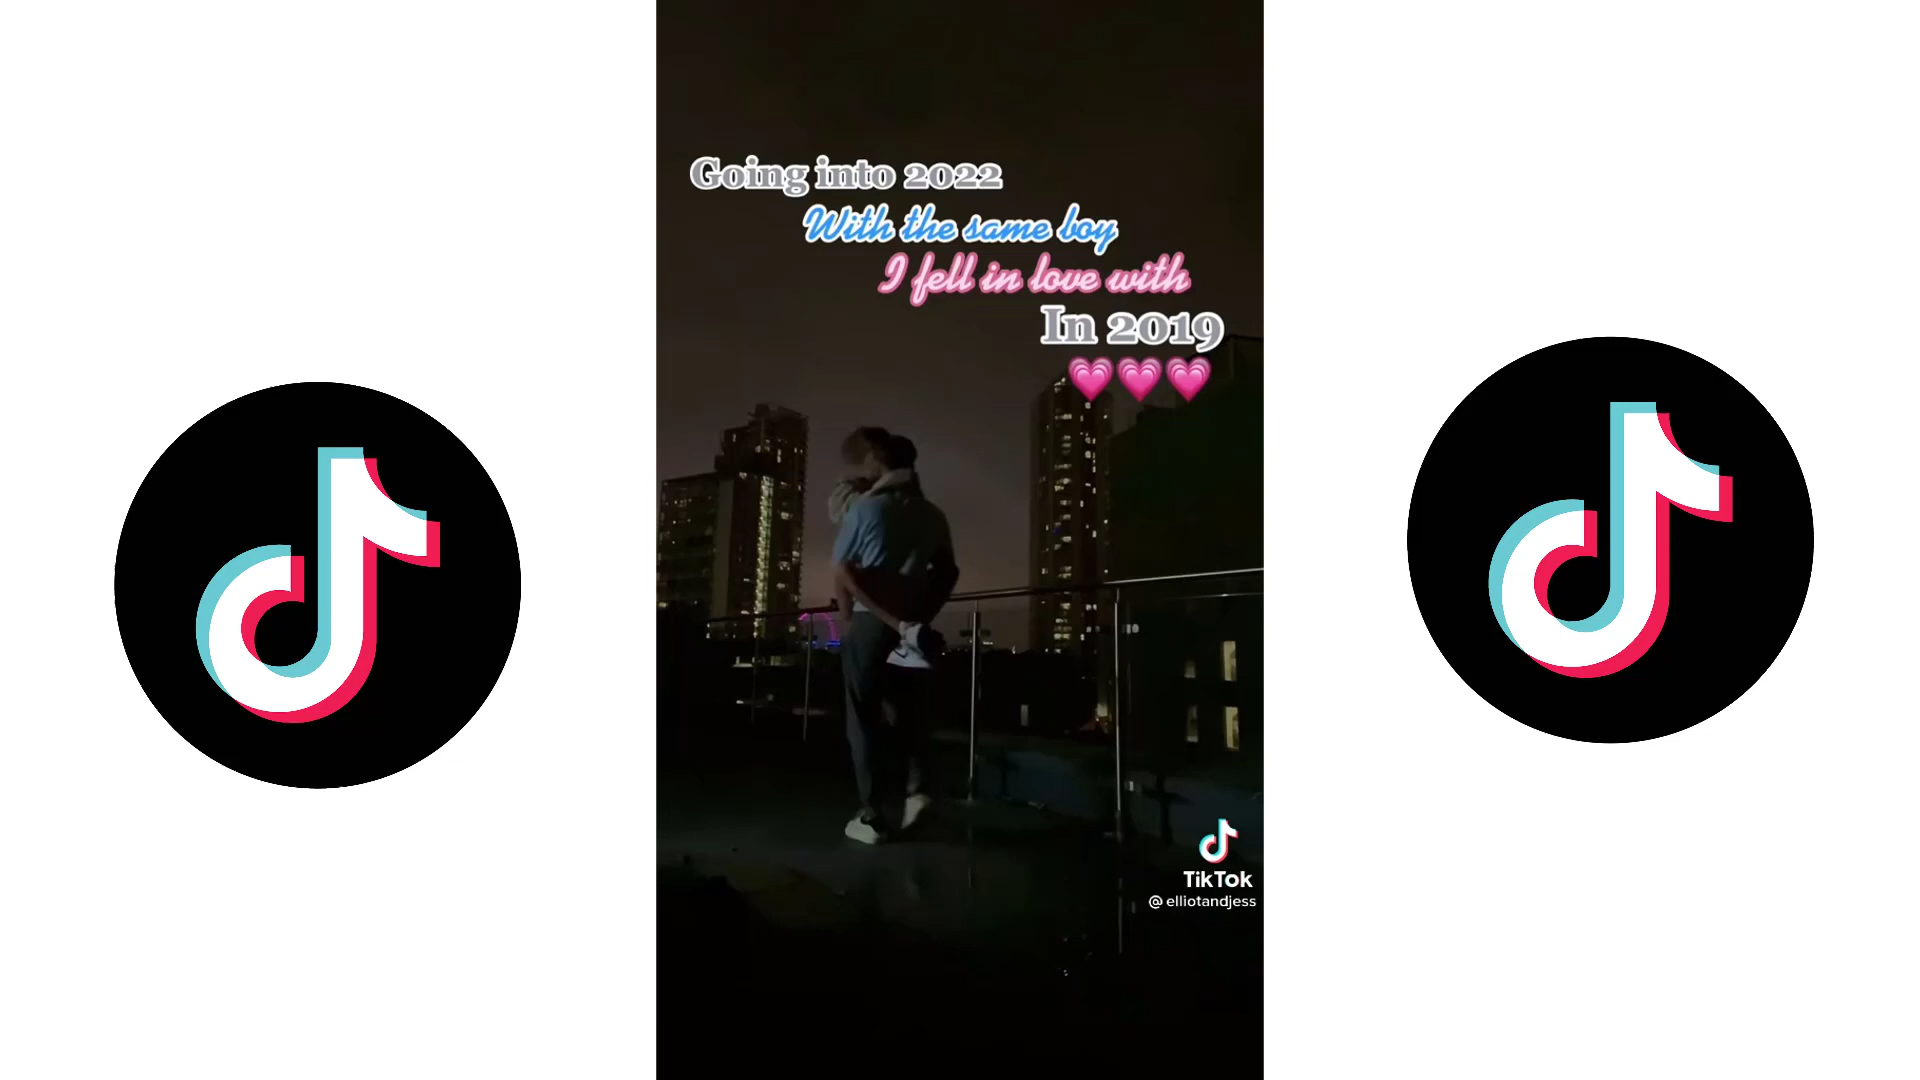 Going into 2022
With the same boy
I fell in love with
In 2019
TikTok
@elliotandjess